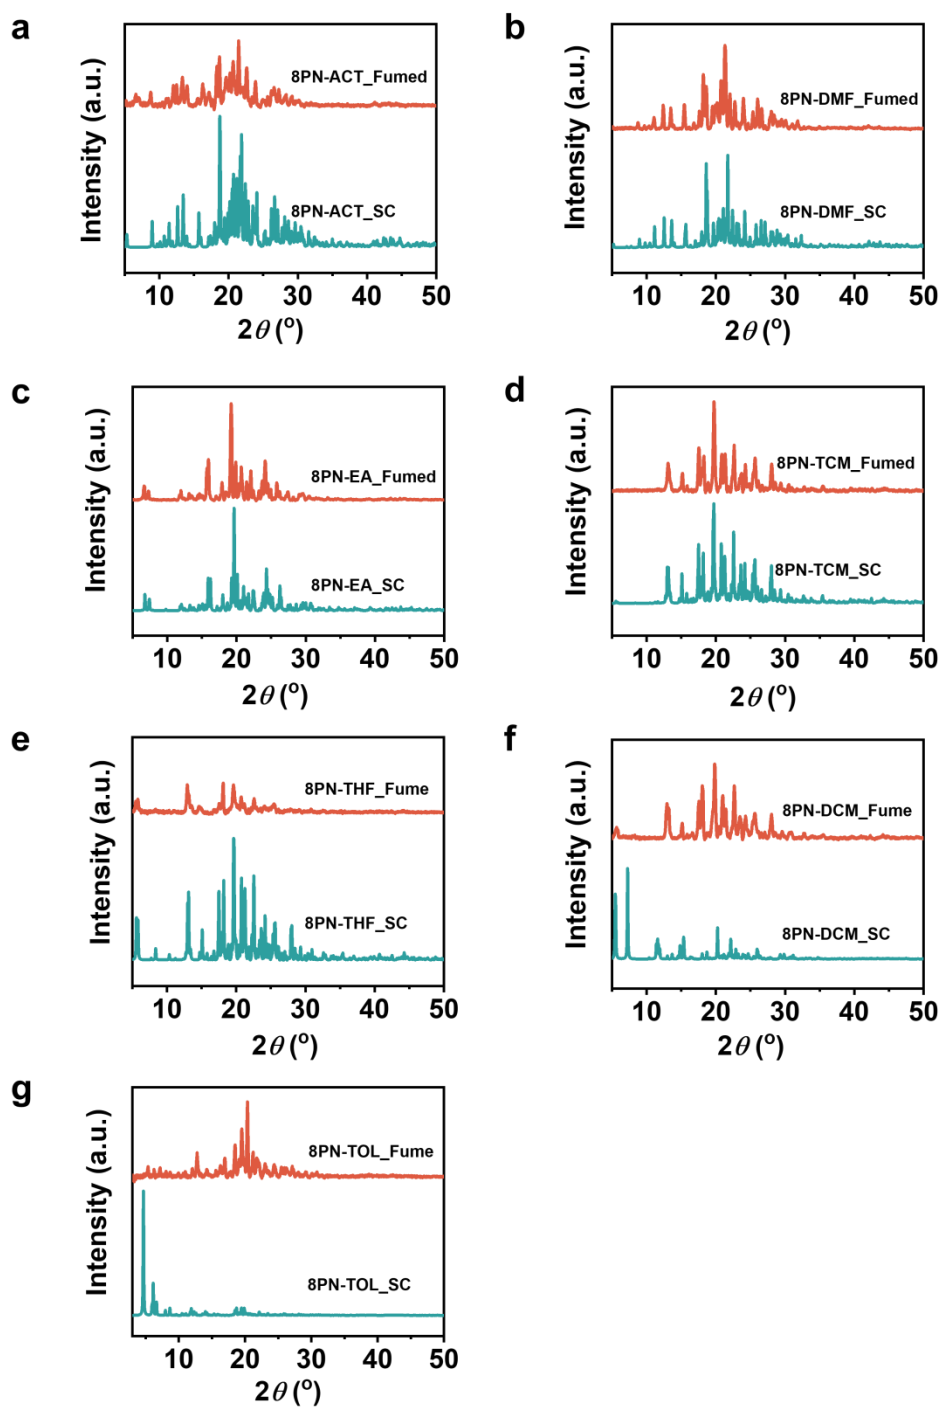 a
Intensity (a.u.)
8PN-ACT_Fumed
8PN-ACT_SC
10 20 30 40 50
2θ (°)
b
Intensity (a.u.)
8PN-DMF_Fumed
8PN-DMF_SC
10 20 30 40 50
2θ (°)
c
Intensity (a.u.)
8PN-EA_Fumed
8PN-EA_SC
10 20 30 40 50
2θ (°)
d
Intensity (a.u.)
8PN-TCM_Fumed
8PN-TCM_SC
10 20 30 40 50
2θ (°)
e
Intensity (a.u.)
8PN-THF_Fume
8PN-THF_SC
10 20 30 40 50
2θ (°)
f
Intensity (a.u.)
8PN-DCM_Fume
8PN-DCM_SC
10 20 30 40 50
2θ (°)
g
Intensity (a.u.)
8PN-TOL_Fume
8PN-TOL_SC
10 20 30 40 50
2θ (°)